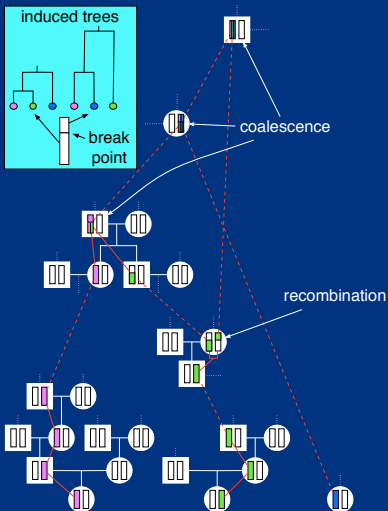 induced trees
break
point
coalescence
recombination